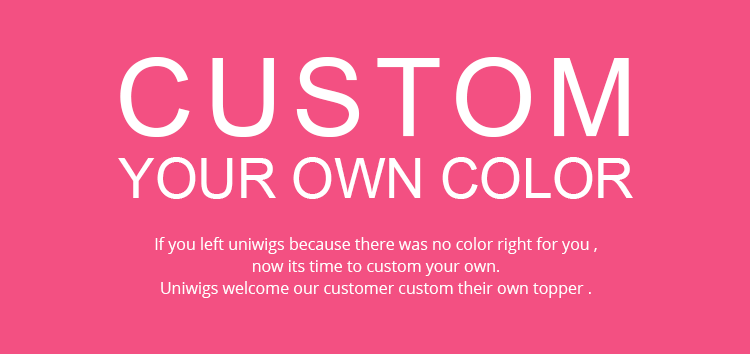 CUSTOM
YOUR OWN COLOR
If you left uniwigs because there was no color right for you ,
now its time to custom your own.
Uniwigs welcome our customer custom their own topper .